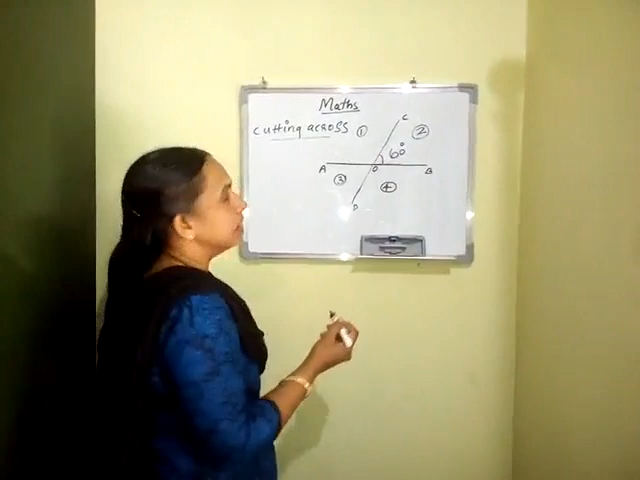 Maths
cutting across ① C ②
60°
A O B
③ ④
D